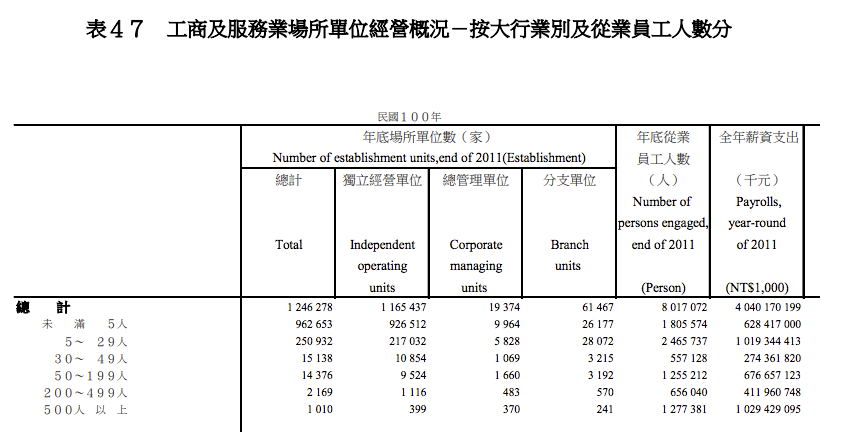 表４７　工商及服務業場所單位經營概況－按大行業別及從業員工人數分
民國１００年
年底場所單位數（家） 年底從業 全年薪資支出
Number of establishment units,end of 2011(Establishment) 員工人數
總計 獨立經營單位 總管理單位 分支單位 （人） （千元）
Number of Payrolls,
persons engaged, year-round
Total Independent Corporate Branch end of 2011 of 2011
operating managing units
units units (Person) (NT$1,000)
總　計 1 246 278 1 165 437 19 374 61 467 8 017 072 4 040 170 199
未　滿　5人 962 653 926 512 9 964 26 177 1 805 574 628 417 000
5～ 29人 250 932 217 032 5 828 28 072 2 465 737 1 019 344 413
30～ 49人 15 138 10 854 1 069 3 215 557 128 274 361 820
50～199人 14 376 9 524 1 660 3 192 1 255 212 676 657 123
200～499人 2 169 1 116 483 570 656 040 411 960 748
500人 以 上 1 010 399 370 241 1 277 381 1 029 429 095